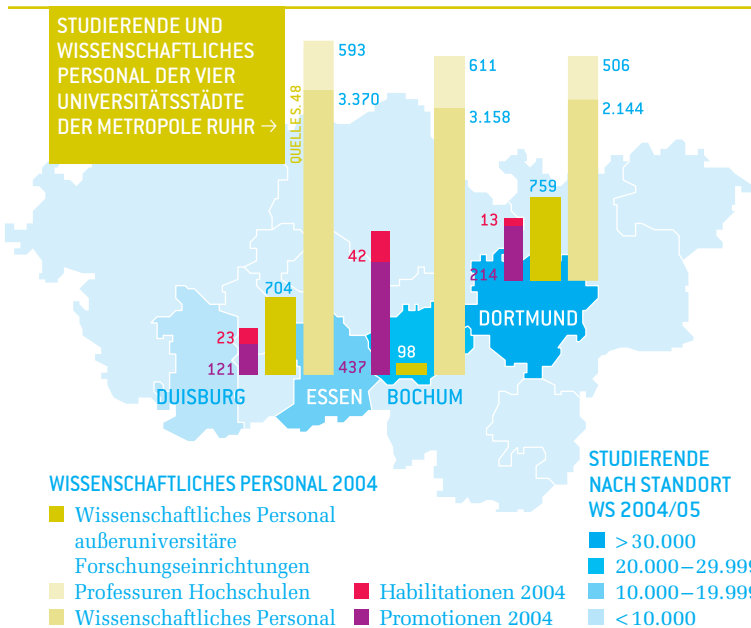 STUDIERENDE UND
WISSENSCHAFTLICHES
PERSONAL DER VIER
UNIVERSITÄTSSTÄDTE
DER METROPOLE RUHR →
QUELLE S. 48
593
3.370
611
3.158
506
2.144
759
13
214
42
437
98
704
23
121
DUISBURG
ESSEN
BOCHUM
DORTMUND
WISSENSCHAFTLICHES PERSONAL 2004
Wissenschaftliches Personal
außeruniversitäre
Forschungseinrichtungen
Professuren Hochschulen
Wissenschaftliches Personal
Habilitationen 2004
Promotionen 2004
STUDIERENDE
NACH STANDORT
WS 2004/05
>30.000
20.000–29.999
10.000–19.999
<10.000